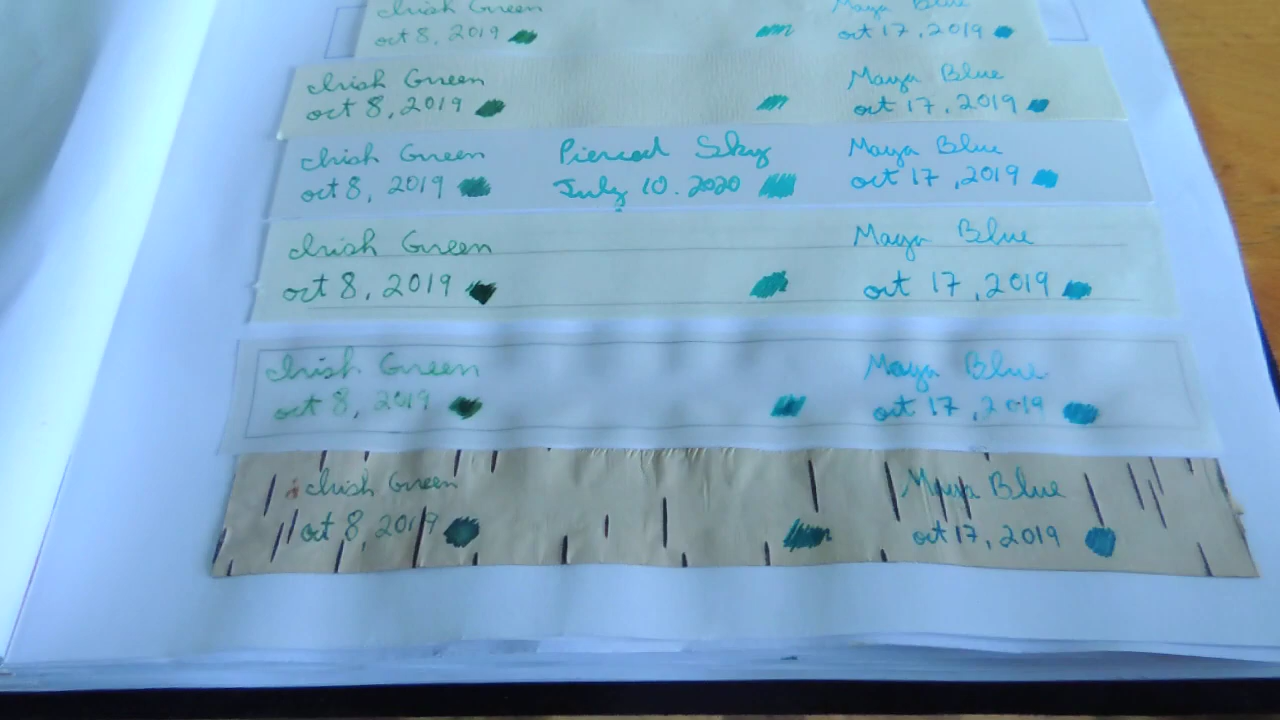 Irish Green
Maya Blue
oct 8, 2019
oct 17, 2019
Irish Green
Maya Blue
oct 8, 2019
oct 17, 2019
Irish Green
Pierced Sky
Maya Blue
oct 8, 2019
July 10. 2020
oct 17, 2019
Irish Green
Maya Blue
oct 8, 2019
oct 17, 2019
Irish Green
Maya Blue
oct 8, 2019
oct 17, 2019
Irish Green
Maya Blue
oct 8, 2019
oct 17, 2019